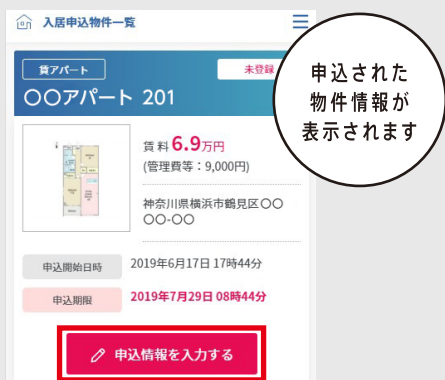 入居申込物件一覧
賃アパート
未登録
〇〇アパート 201
申込された
物件情報が
表示されます
賃料6.9万円
(管理費等：9,000円)
神奈川県横浜市鶴見区〇〇
〇〇-〇〇
申込開始日時 2019年6月17日 17時44分
申込期限 2019年7月29日 08時44分
申込情報を入力する